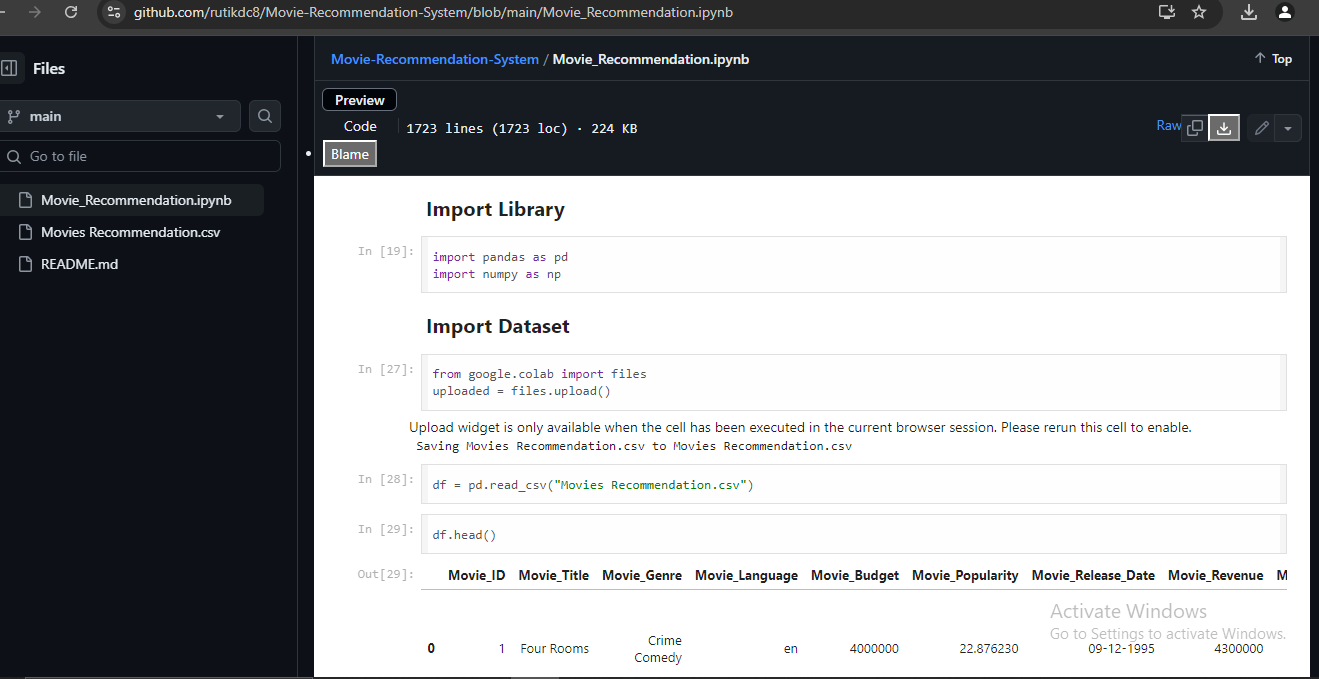 github.com/rutikdc8/Movie-Recommendation-System/blob/main/Movie_Recommendation.ipynb
Files
main
Go to file
Movie_Recommendation.ipynb
Movies Recommendation.csv
README.md
Movie-Recommendation-System / Movie_Recommendation.ipynb
Top
Preview
Code
Blame
1723 lines (1723 loc) · 224 KB
Raw
Import Library
In [19]:
import pandas as pd
import numpy as np
Import Dataset
In [27]:
from google.colab import files
uploaded = files.upload()
Upload widget is only available when the cell has been executed in the current browser session. Please rerun this cell to enable.
Saving Movies Recommendation.csv to Movies Recommendation.csv
In [28]:
df = pd.read_csv("Movies Recommendation.csv")
In [29]:
df.head()
Out[29]:
Movie_ID Movie_Title Movie_Genre Movie_Language Movie_Budget Movie_Popularity Movie_Release_Date Movie_Revenue M
0 1 Four Rooms Crime Comedy en 4000000 22.876230 09-12-1995 4300000
Activate Windows
Go to Settings to activate Windows.